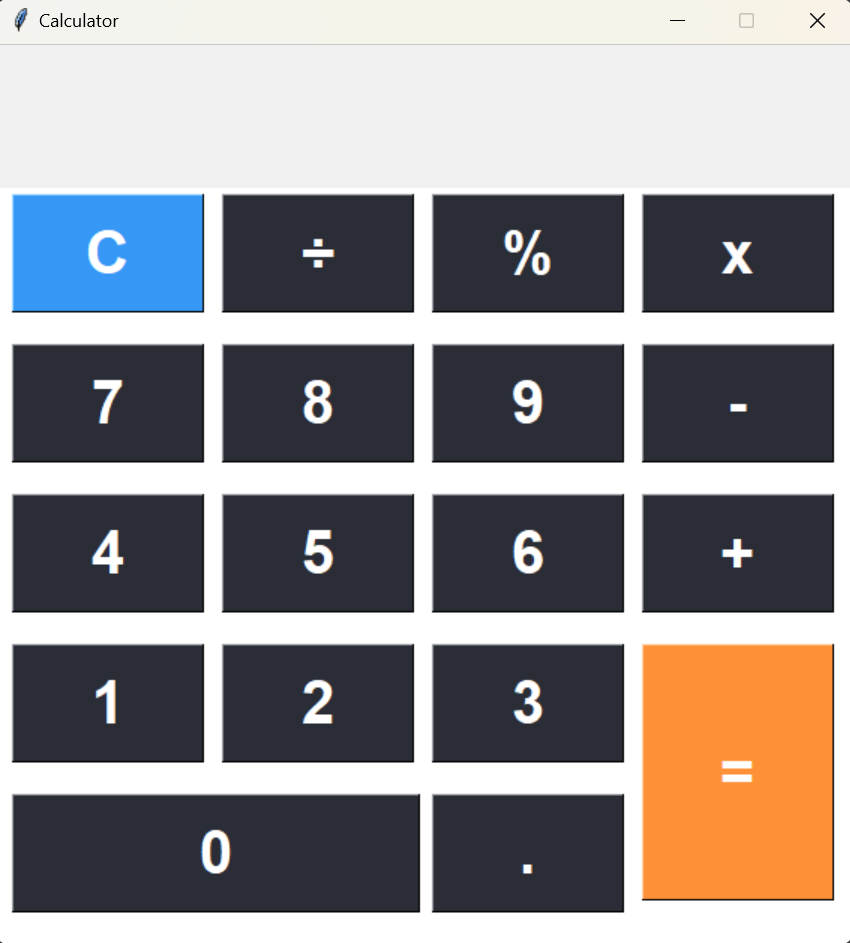 Calculator
C ÷ % x
7 8 9 -
4 5 6 +
1 2 3
=
0 .